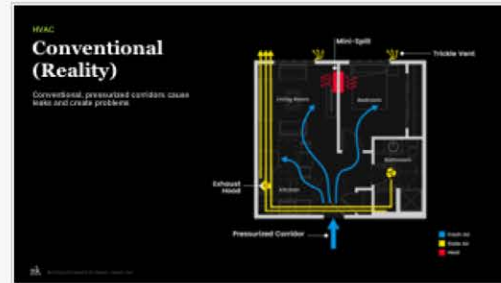 HVAC
Conventional
(Reality)
Conventional, pressurized corridors cause
leaks and create problems
Mini-Split
Trickle Vent
Living Room
Bedroom
Bathroom
Exhaust
Hood
Kitchen
Pressurized Corridor
Fresh Air
Stale Air
Heat